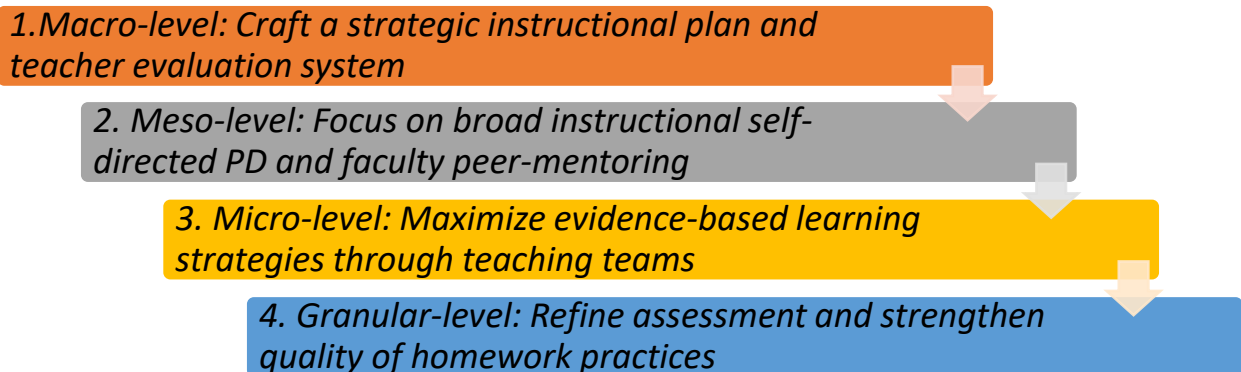 1.Macro-level: Craft a strategic instructional plan and
teacher evaluation system
2. Meso-level: Focus on broad instructional self-
directed PD and faculty peer-mentoring
3. Micro-level: Maximize evidence-based learning
strategies through teaching teams
4. Granular-level: Refine assessment and strengthen
quality of homework practices